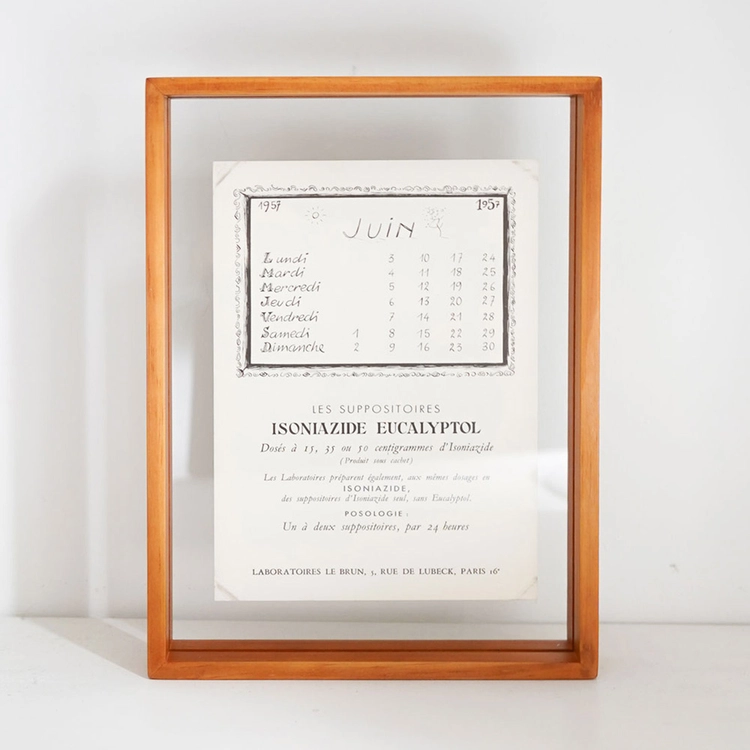 1957 1957
JUiN
Lundi 3 10 17 24
Mardi 4 11 18 25
Mercredi 5 12 19 26
Jeudi 6 13 20 27
Vendredi 7 14 21 28
Samedi 1 8 15 22 29
Dimanche 2 9 16 23 30
LES SUPPOSITOIRES
ISONIAZIDE EUCALYPTOL
Dosés à 15, 35 ou 50 centigrammes d'Isoniazide
(Produit sous cachet)
Les Laboratoires préparent également, aux mêmes dosages en
ISONIAZIDE,
des suppositoires d'Isoniazide seul, sans Eucalyptol.
POSOLOGIE :
Un à deux suppositoires, par 24 heures
LABORATOIRES LE BRUN, 5, RUE DE LUBECK, PARIS 16e